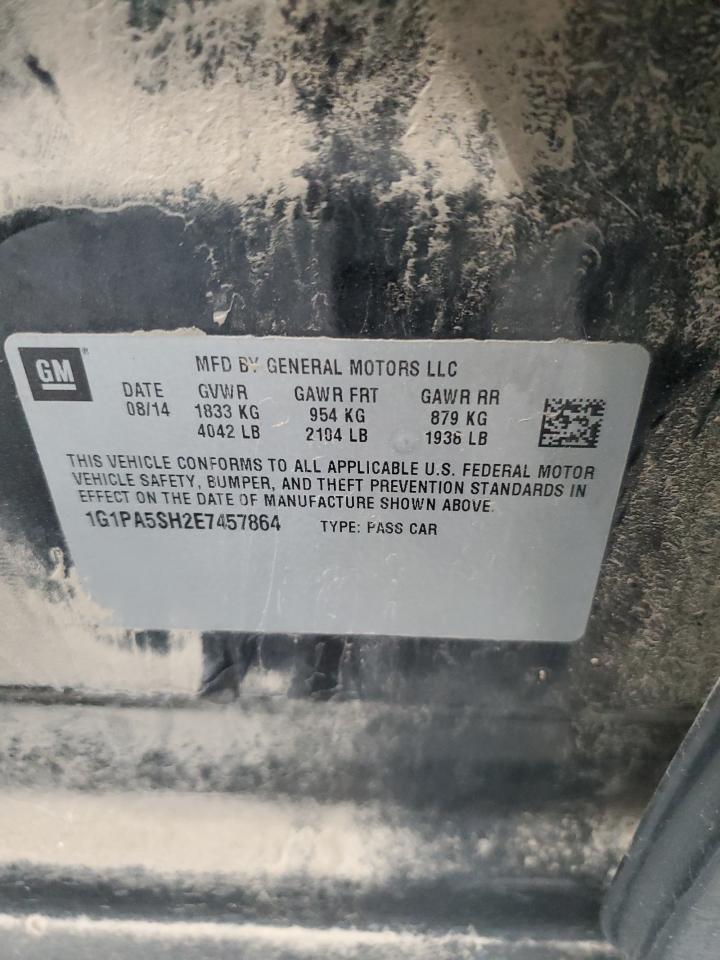 GM
MFD BY GENERAL MOTORS LLC
DATE GVWR GAWR FRT GAWR RR
08/14 1833 KG 954 KG 879 KG
4042 LB 2104 LB 1936 LB
THIS VEHICLE CONFORMS TO ALL APPLICABLE U.S. FEDERAL MOTOR
VEHICLE SAFETY, BUMPER, AND THEFT PREVENTION STANDARDS IN
EFFECT ON THE DATE OF MANUFACTURE SHOWN ABOVE.
1G1PA5SH2E7457864 TYPE: PASS CAR